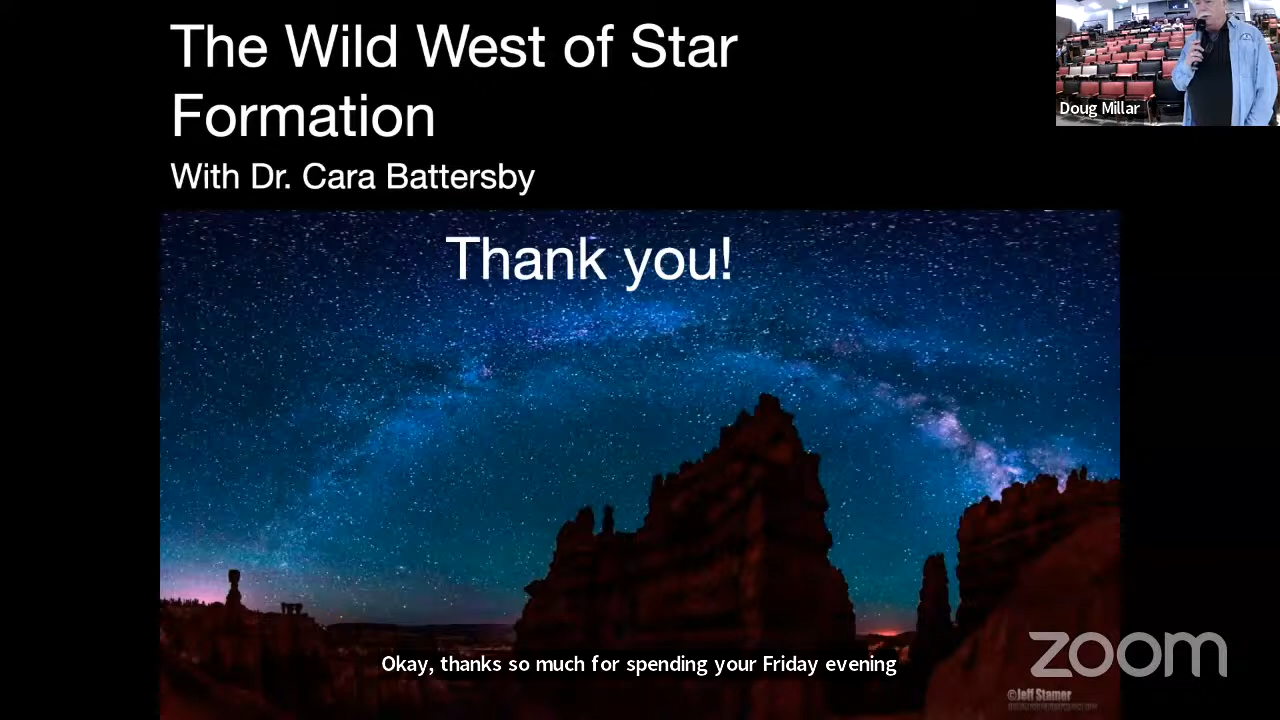 The Wild West of Star
Formation
With Dr. Cara Battersby
Doug Millar
Thank you!
Okay, thanks so much for spending your Friday evening
zoom
©Jeff Stamer